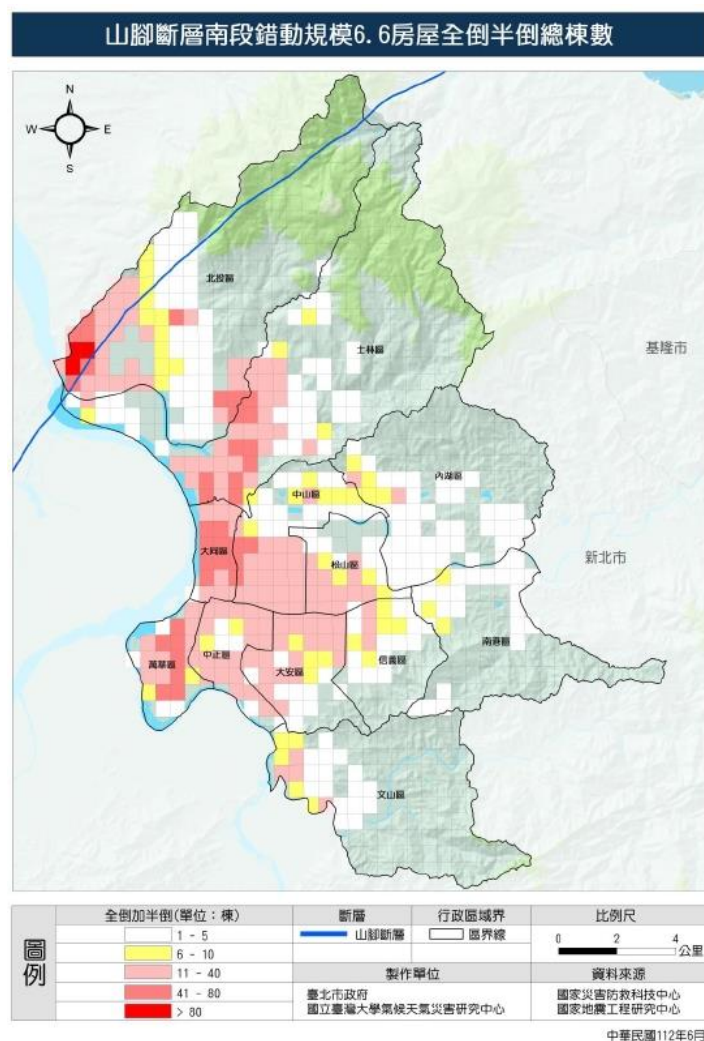 山腳斷層南段錯動規模6.6房屋全倒半倒總棟數
N
W E
S
北投區
士林區
基隆市
內湖區
中山區
大同區
松山區
新北市
南港區
萬華區
中正區
大安區
信義區
文山區
圖例
全倒加半倒(單位：棟)
1 - 5
6 - 10
11 - 40
41 - 80
> 80
斷層
山腳斷層
行政區域界
區界線
比例尺
0 2 4
公里
製作單位
臺北市政府
國立臺灣大學氣候天氣災害研究中心
資料來源
國家災害防救科技中心
國家地震工程研究中心
中華民國112年6月